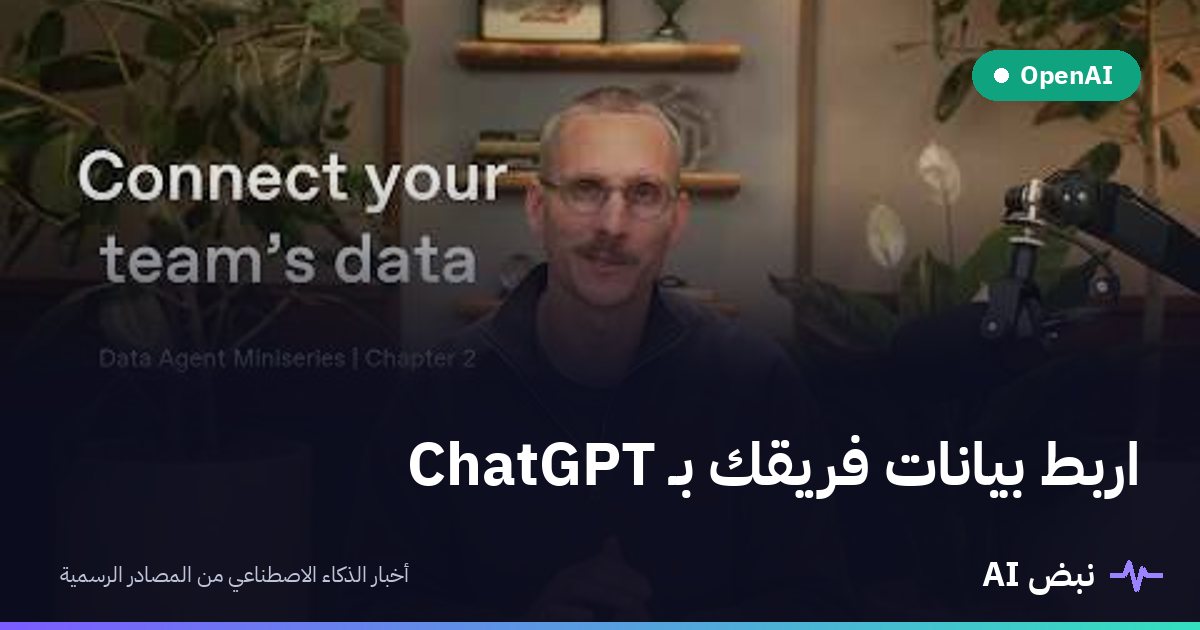 OpenAI
Connect your
team’s data
Data Agent Miniseries | Chapter 2
اربط بيانات فريقك بـ ChatGPT
نبض AI
أخبار الذكاء الاصطناعي من المصادر الرسمية